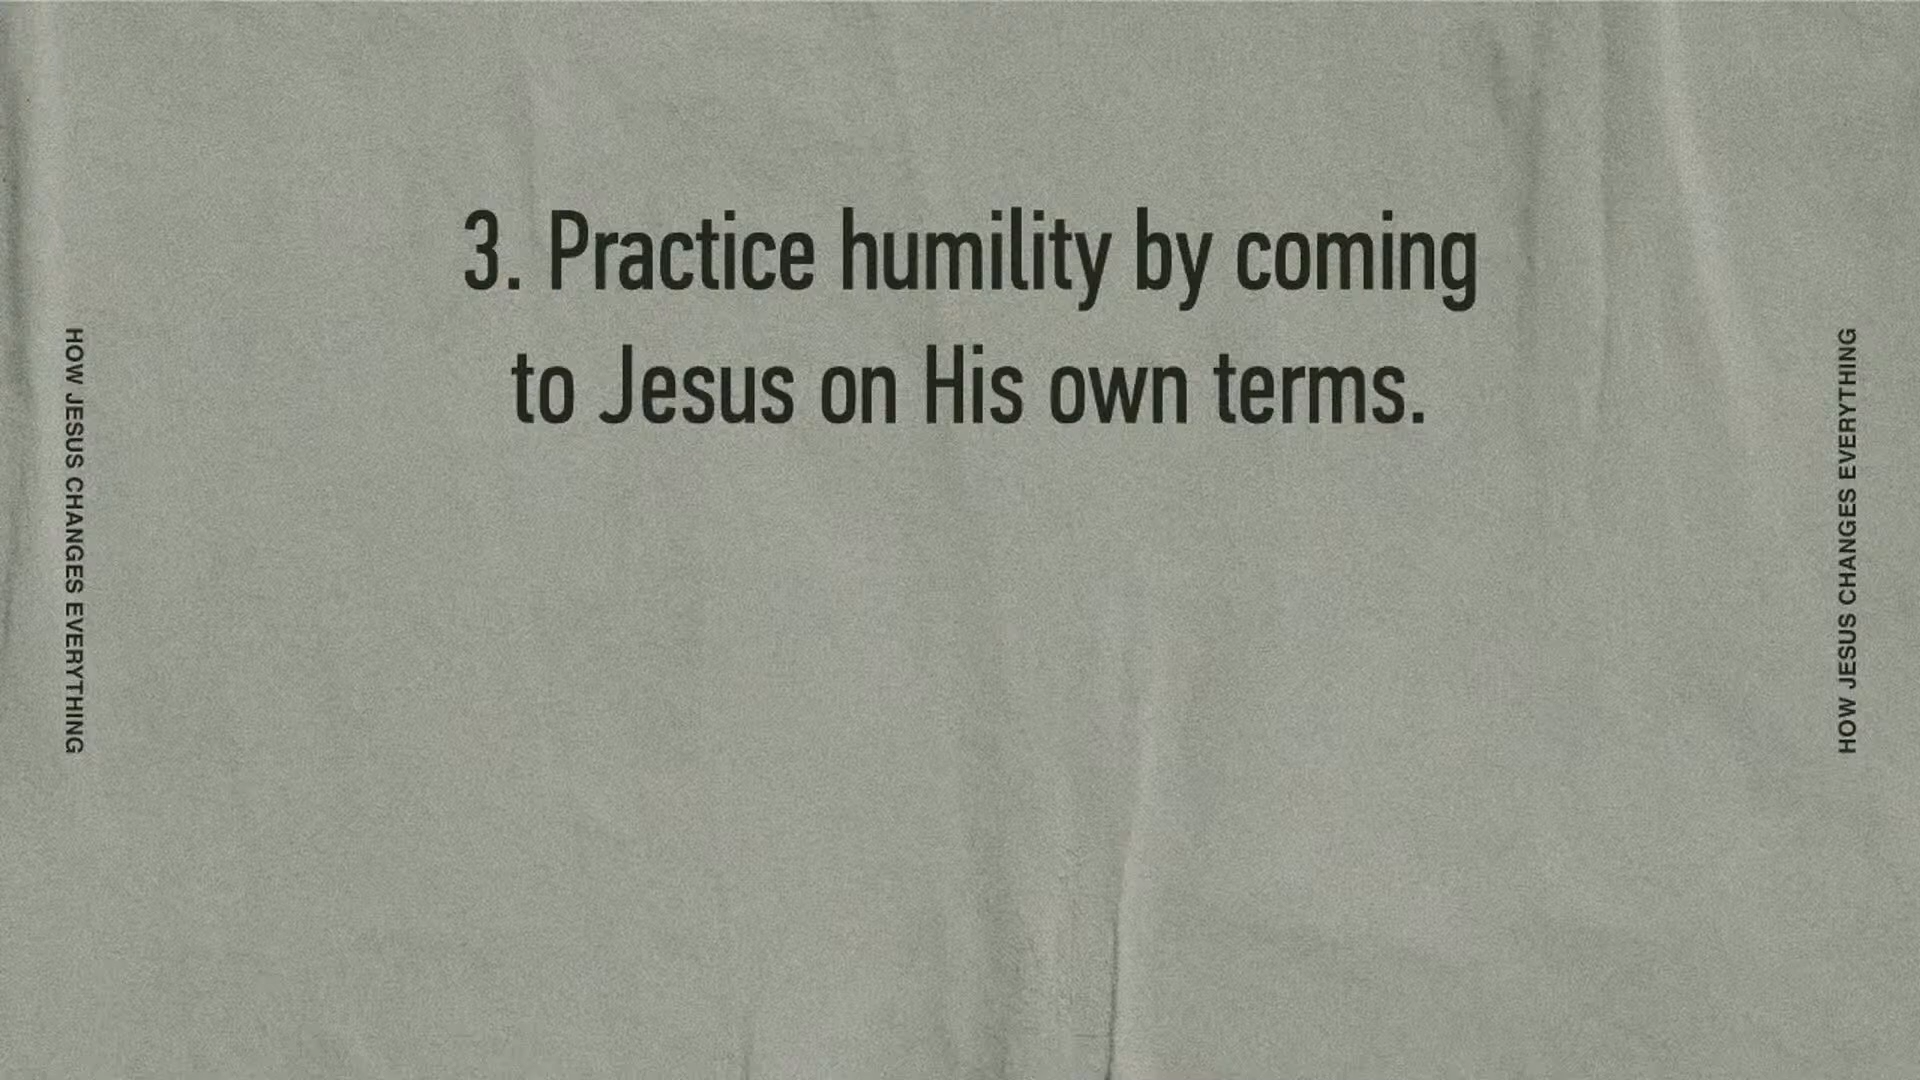 3. Practice humility by coming
to Jesus on His own terms.
HOW JESUS CHANGES EVERYTHING
HOW JESUS CHANGES EVERYTHING